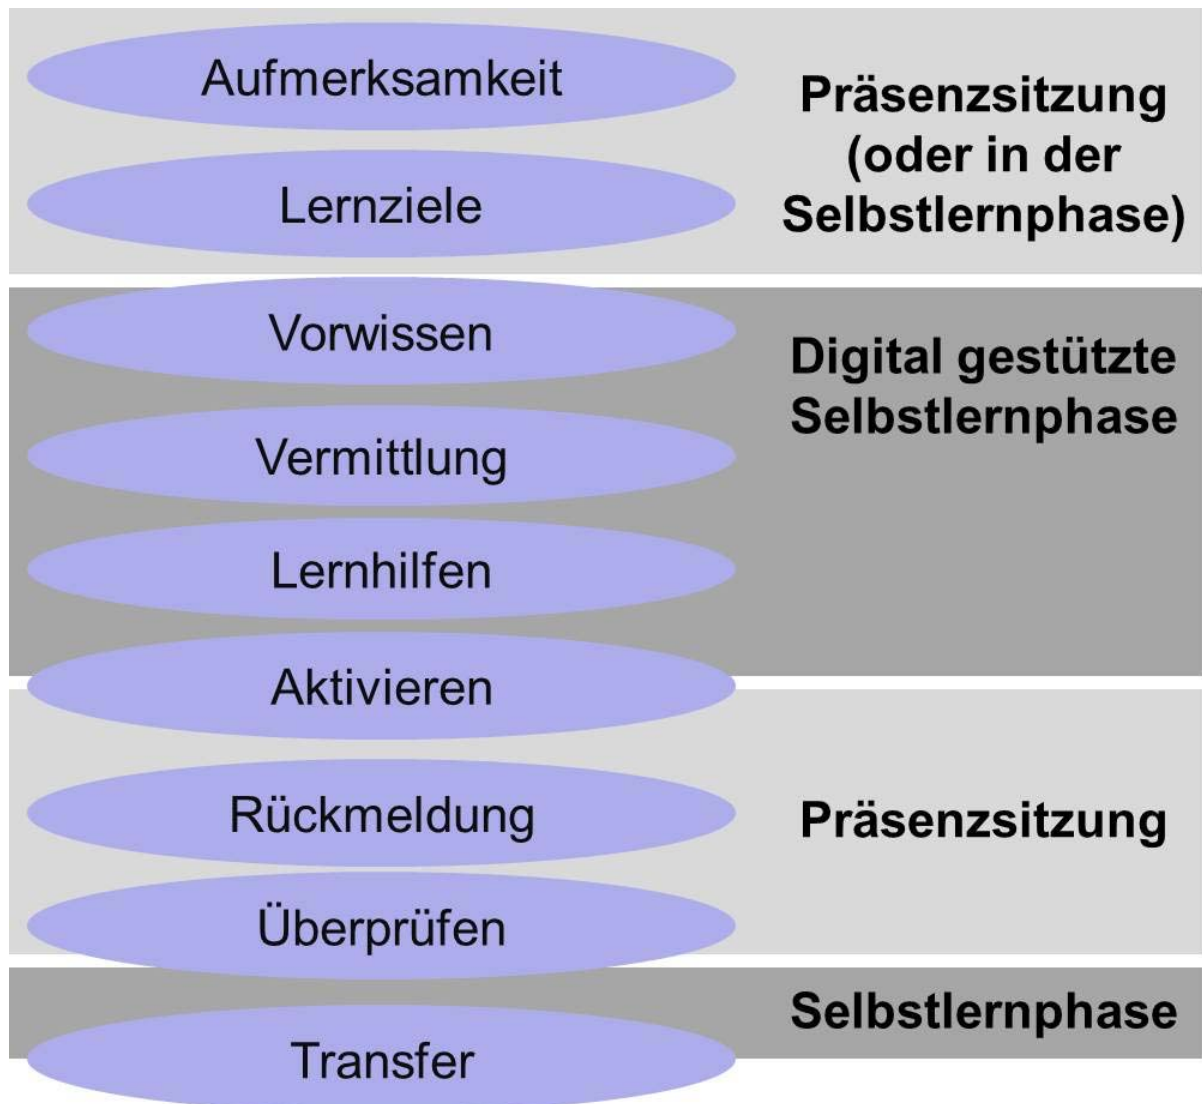 Aufmerksamkeit
Lernziele
Präsenzsitzung
(oder in der
Selbstlernphase)
Vorwissen
Vermittlung
Lernhilfen
Aktivieren
Digital gestützte
Selbstlernphase
Rückmeldung
Überprüfen
Präsenzsitzung
Transfer
Selbstlernphase